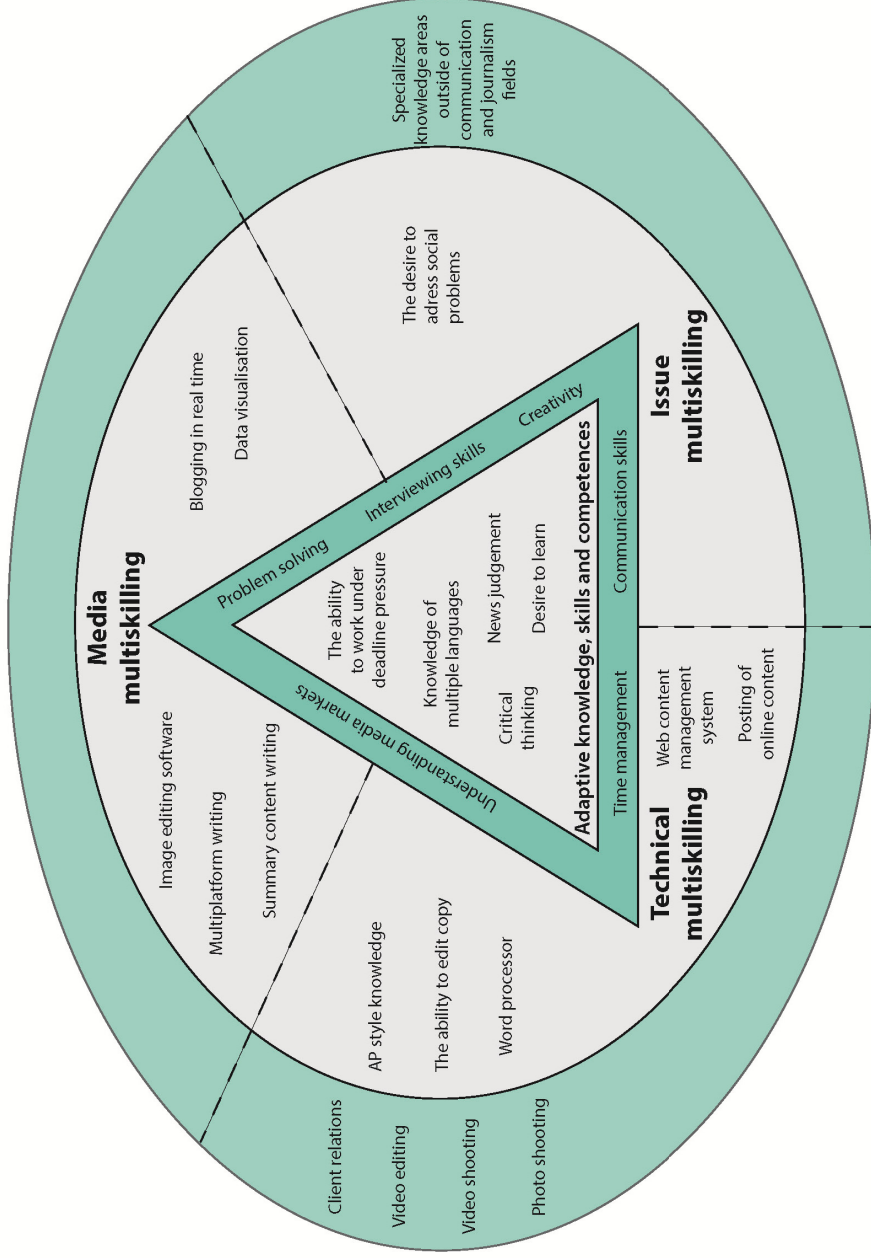 Media
multiskilling
Image editing software
Multiplatform writing
Summary content writing
Blogging in real time
Data visualisation
Client relations
Video editing
Video shooting
Photo shooting
AP style knowledge
The ability to edit copy
Word processor
Technical
multiskilling
Web content
management
system
Posting of
online content
Understanding media markets
Problem solving
Interviewing skills
Creativity
Time management
Communication skills
The ability
to work under
deadline pressure
Knowledge of
multiple languages
Critical
thinking
News judgement
Desire to learn
Adaptive knowledge, skills and competences
Issue
multiskilling
The desire to
adress social
problems
Specialized
knowledge areas
outside of
communication
and journalism
fields